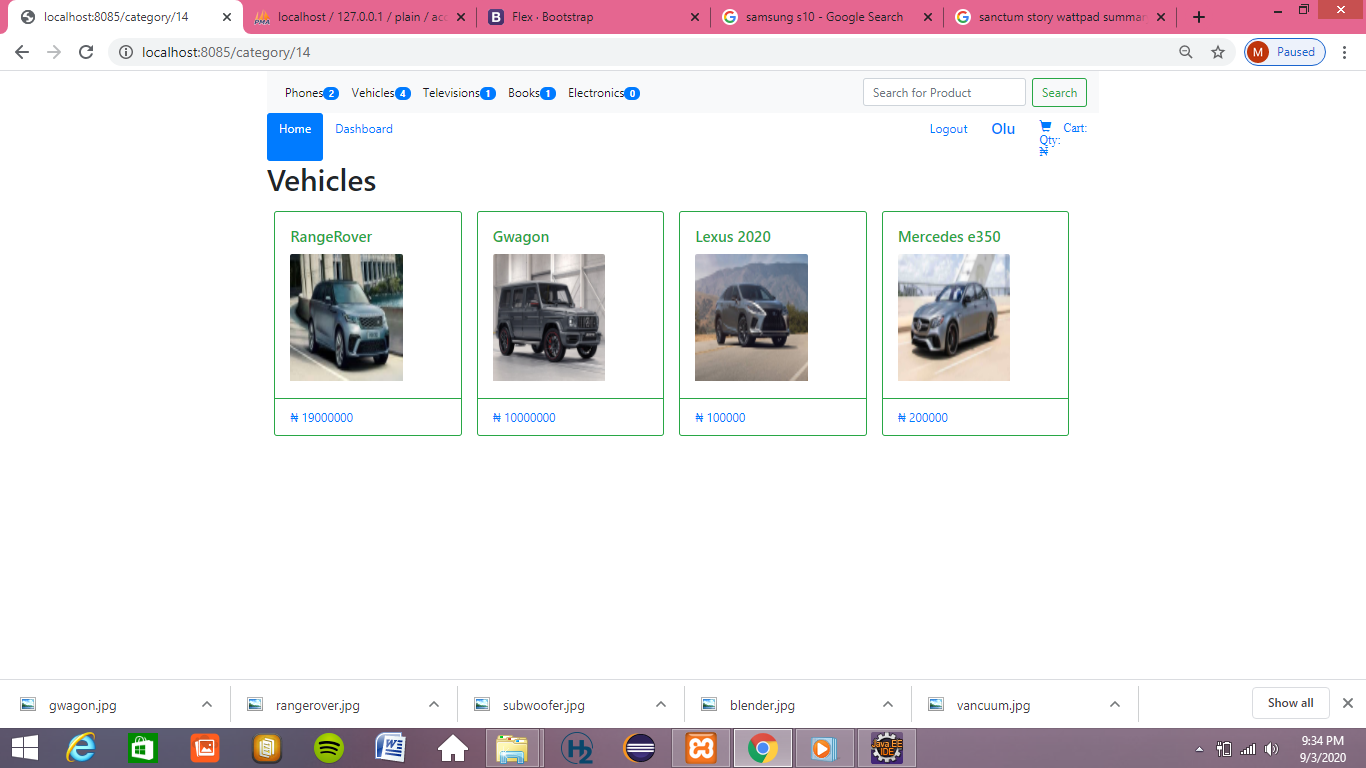 localhost:8085/category/14
localhost / 127.0.0.1 / plain / acc
Flex · Bootstrap
samsung s10 - Google Search
sanctum story wattpad summar
localhost:8085/category/14
M Paused
Phones 2 Vehicles 4 Televisions 1 Books 1 Electronics 0
Search for Product Search
Home Dashboard Logout Olu Cart:
Qty:
₦
Vehicles
RangeRover Gwagon Lexus 2020 Mercedes e350
₦ 19000000 ₦ 10000000 ₦ 100000 ₦ 200000
gwagon.jpg rangerover.jpg subwoofer.jpg blender.jpg vancuum.jpg Show all
H2 Java EE
IDE
9:34 PM
9/3/2020